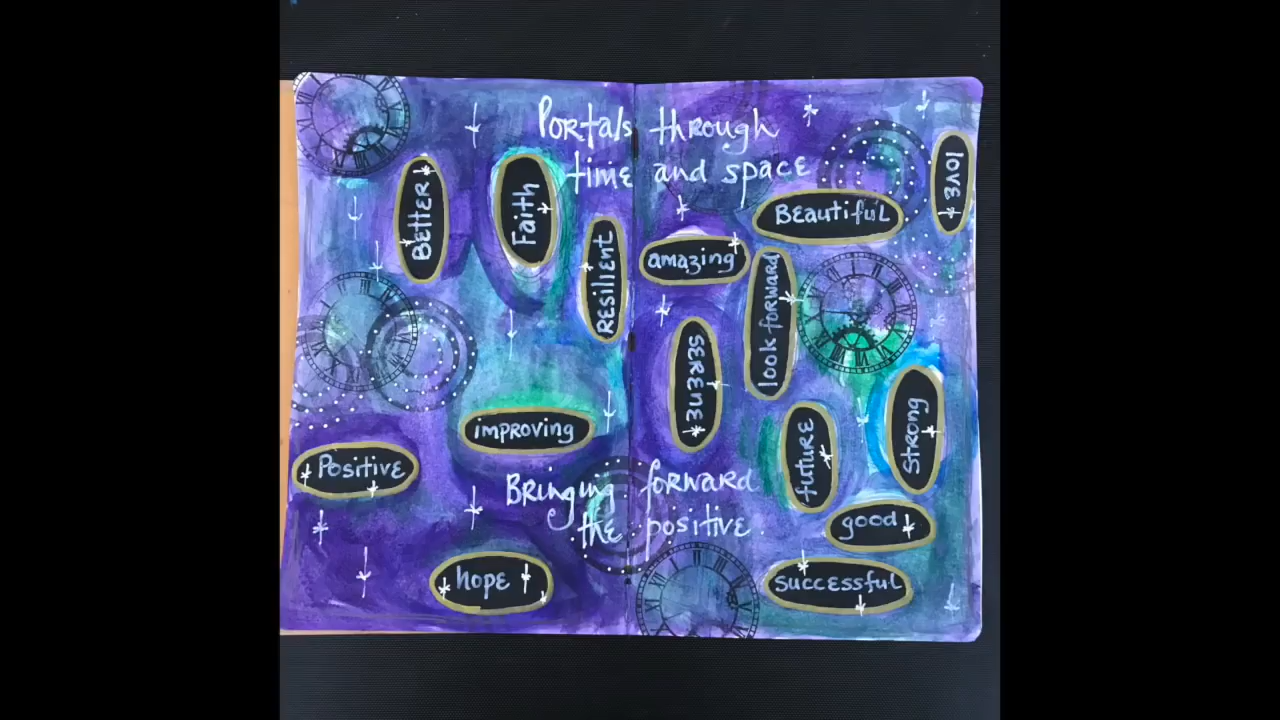 Portals through
time and space
Better
Faith
Resilient
amazing
Beautiful
love
look forward
Serene
improving
Positive
future
Strong
Bringing forward
the positive.
good
hope
successful